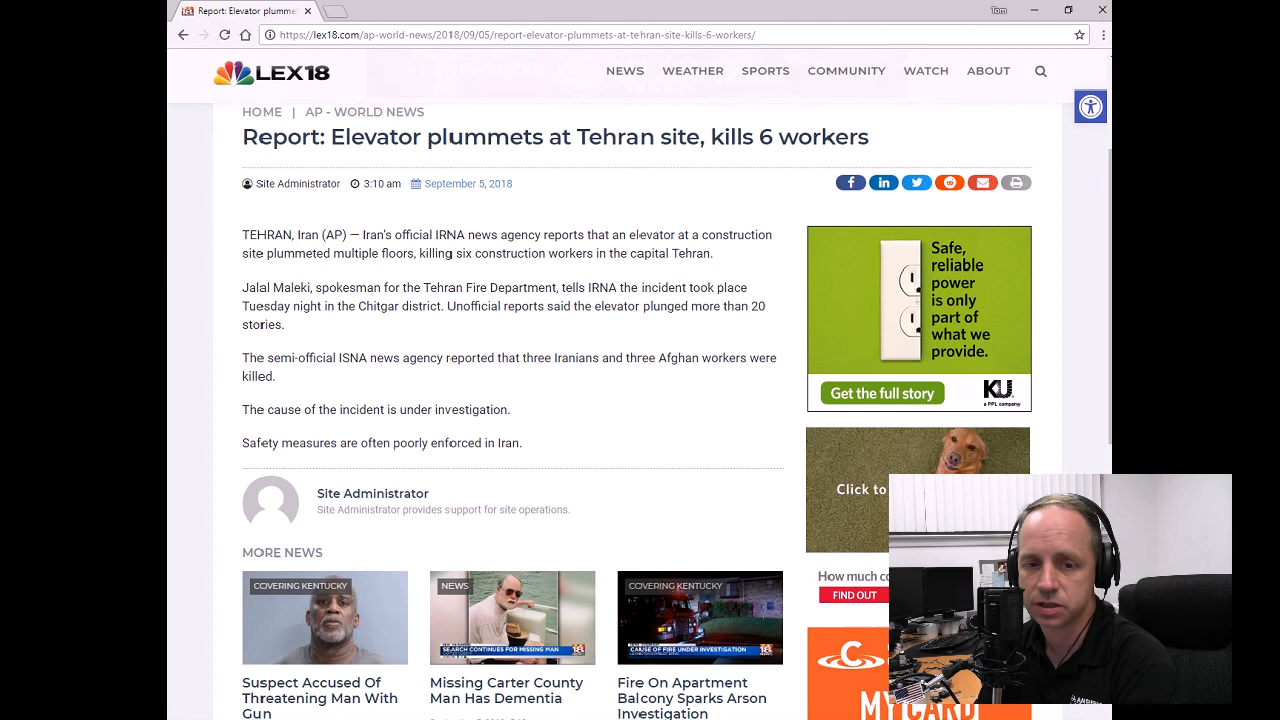 Report: Elevator plumme
Tom
https://lex18.com/ap-world-news/2018/09/05/report-elevator-plummets-at-tehran-site-kills-6-workers/
LEX18
NEWS WEATHER SPORTS COMMUNITY WATCH ABOUT
HOME | AP - WORLD NEWS
Report: Elevator plummets at Tehran site, kills 6 workers
Site Administrator 3:10 am September 5, 2018
TEHRAN, Iran (AP) — Iran's official IRNA news agency reports that an elevator at a construction
site plummeted multiple floors, killing six construction workers in the capital Tehran.
Jalal Maleki, spokesman for the Tehran Fire Department, tells IRNA the incident took place
Tuesday night in the Chitgar district. Unofficial reports said the elevator plunged more than 20
stories.
The semi-official ISNA news agency reported that three Iranians and three Afghan workers were
killed.
The cause of the incident is under investigation.
Safety measures are often poorly enforced in Iran.
Site Administrator
Site Administrator provides support for site operations.
MORE NEWS
COVERING KENTUCKY
Suspect Accused Of
Threatening Man With
Gun
NEWS
SEARCH CONTINUES FOR MISSING MAN
Missing Carter County
Man Has Dementia
COVERING KENTUCKY
CAUSE OF FIRE UNDER INVESTIGATION
Fire On Apartment
Balcony Sparks Arson
Investigation
Safe,
reliable
power
is only
part of
what we
provide.
Get the full story
KU
a PPL company
Click to
How much co
FIND OUT
C
MY CARD